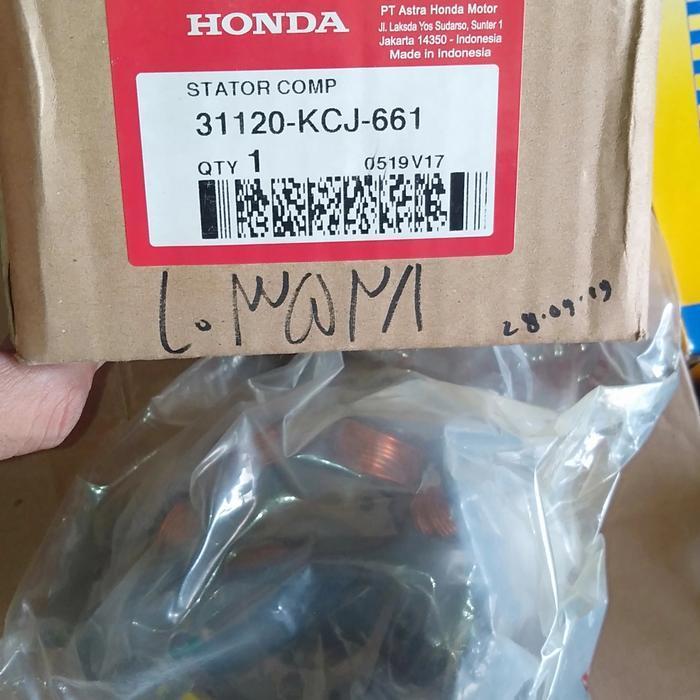 HONDA
PT Astra Honda Motor
Jl. Laksda Yos Sudarso, Sunter 1
Jakarta 14350 - Indonesia
Made in Indonesia
STATOR COMP
31120-KCJ-661
QTY 1 0519V17
28.09.19